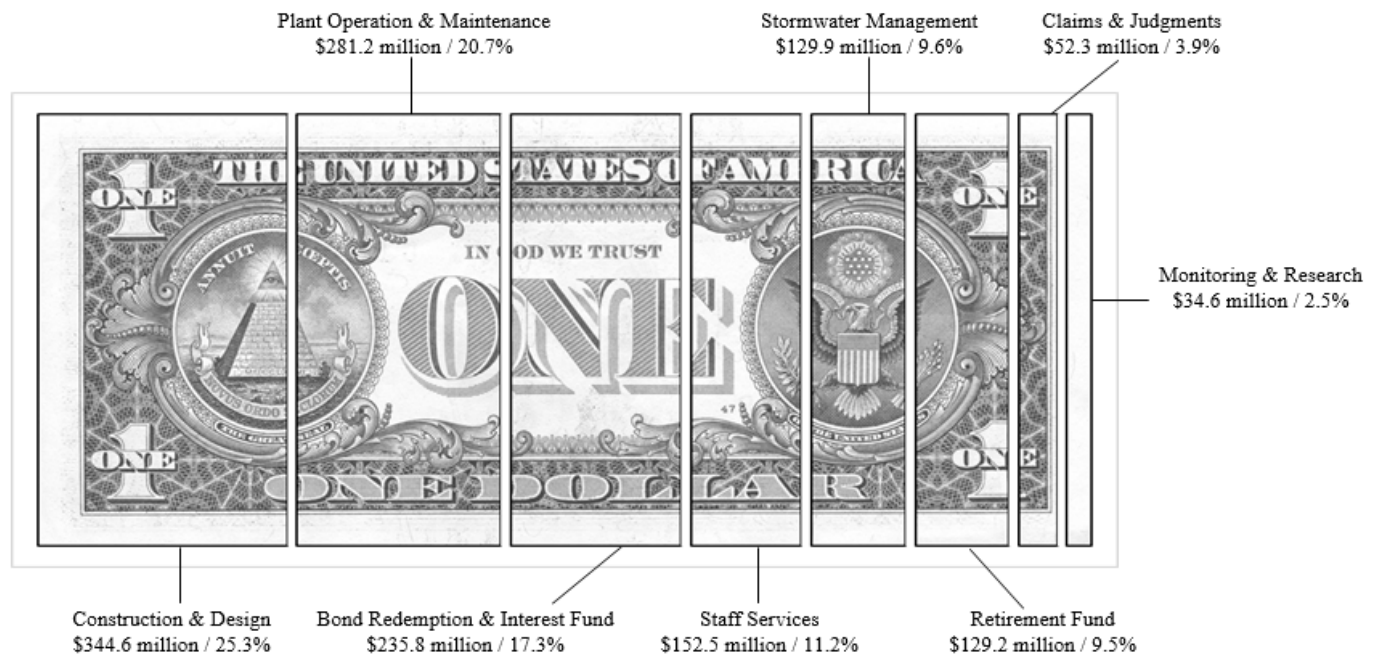 Plant Operation & Maintenance
$281.2 million / 20.7%
Stormwater Management
$129.9 million / 9.6%
Claims & Judgments
$52.3 million / 3.9%
THE UNITED STATES OF AMERICA
ONE
ONE
ANNUIT COEPTIS
IN GOD WE TRUST
ONE
Monitoring & Research
$34.6 million / 2.5%
NOVUS ORDO SECLORUM
THE GREAT SEAL
47
ONE
ONE
ONE DOLLAR
Construction & Design
$344.6 million / 25.3%
Bond Redemption & Interest Fund
$235.8 million / 17.3%
Staff Services
$152.5 million / 11.2%
Retirement Fund
$129.2 million / 9.5%